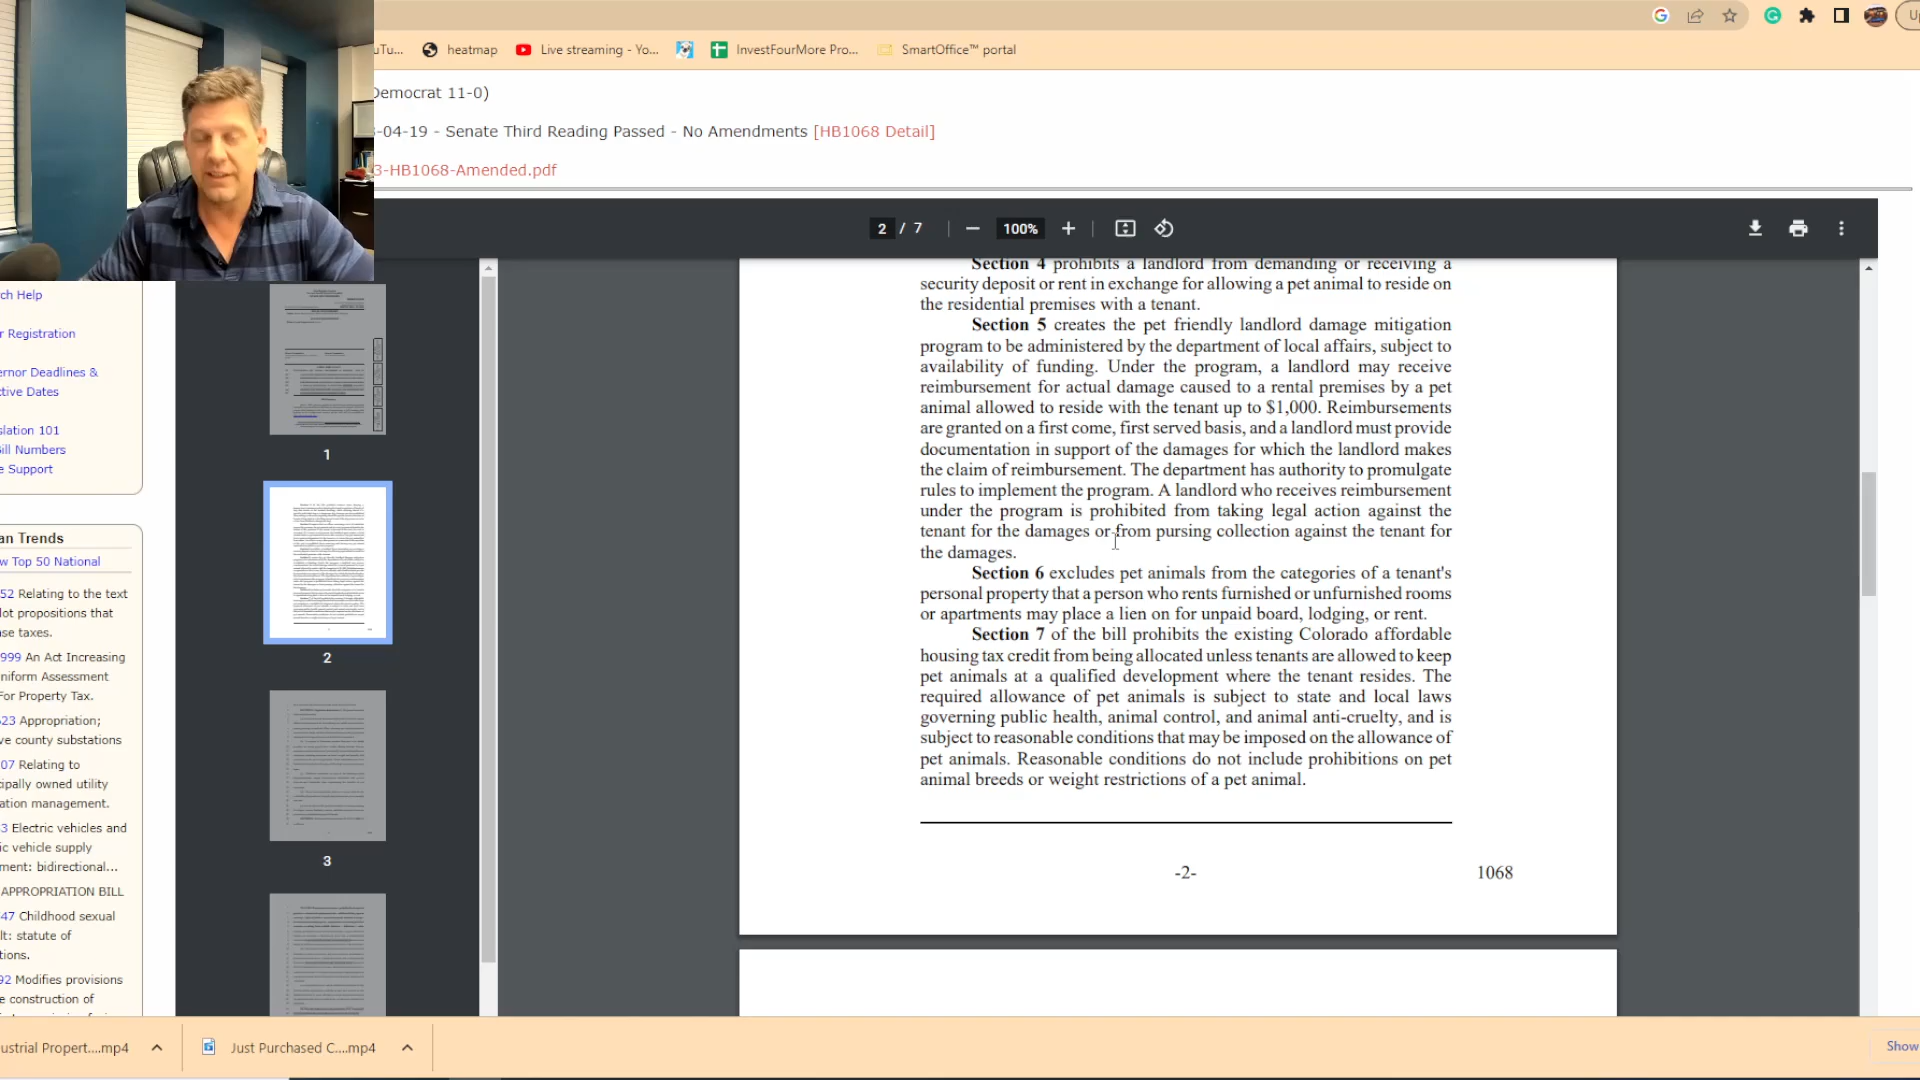 uTu...
heatmap
Live streaming - Yo...
InvestFourMore Pro...
SmartOffice™ portal
Democrat 11-0)
3-04-19 - Senate Third Reading Passed - No Amendments [HB1068 Detail]
3-HB1068-Amended.pdf
2 / 7
100%
rch Help
r Registration
ernor Deadlines &
ctive Dates
slation 101
Bill Numbers
e Support
an Trends
w Top 50 National
52 Relating to the text
lot propositions that
ase taxes.
999 An Act Increasing
niform Assessment
For Property Tax.
623 Appropriation;
ve county substations
07 Relating to
cipally owned utility
ation management.
3 Electric vehicles and
ic vehicle supply
ment: bidirectional...
APPROPRIATION BILL
47 Childhood sexual
lt: statute of
tions.
92 Modifies provisions
e construction of
1
2
3
Section 4 prohibits a landlord from demanding or receiving a
security deposit or rent in exchange for allowing a pet animal to reside on
the residential premises with a tenant.
Section 5 creates the pet friendly landlord damage mitigation
program to be administered by the department of local affairs, subject to
availability of funding. Under the program, a landlord may receive
reimbursement for actual damage caused to a rental premises by a pet
animal allowed to reside with the tenant up to $1,000. Reimbursements
are granted on a first come, first served basis, and a landlord must provide
documentation in support of the damages for which the landlord makes
the claim of reimbursement. The department has authority to promulgate
rules to implement the program. A landlord who receives reimbursement
under the program is prohibited from taking legal action against the
tenant for the damages or from pursing collection against the tenant for
the damages.
Section 6 excludes pet animals from the categories of a tenant's
personal property that a person who rents furnished or unfurnished rooms
or apartments may place a lien on for unpaid board, lodging, or rent.
Section 7 of the bill prohibits the existing Colorado affordable
housing tax credit from being allocated unless tenants are allowed to keep
pet animals at a qualified development where the tenant resides. The
required allowance of pet animals is subject to state and local laws
governing public health, animal control, and animal anti-cruelty, and is
subject to reasonable conditions that may be imposed on the allowance of
pet animals. Reasonable conditions do not include prohibitions on pet
animal breeds or weight restrictions of a pet animal.
-2-
1068
ustrial Propert....mp4
Just Purchased C....mp4
Show